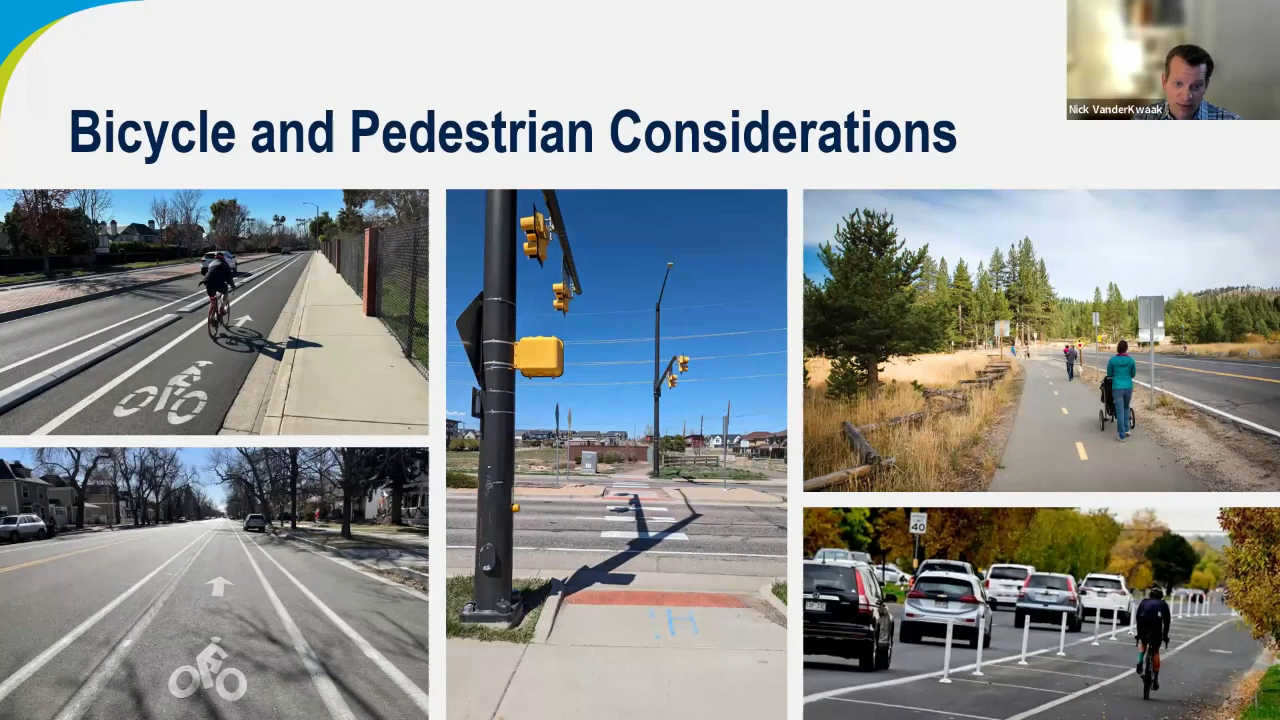 Bicycle and Pedestrian Considerations
Nick VanderKwaak
SPEED
LIMIT
40